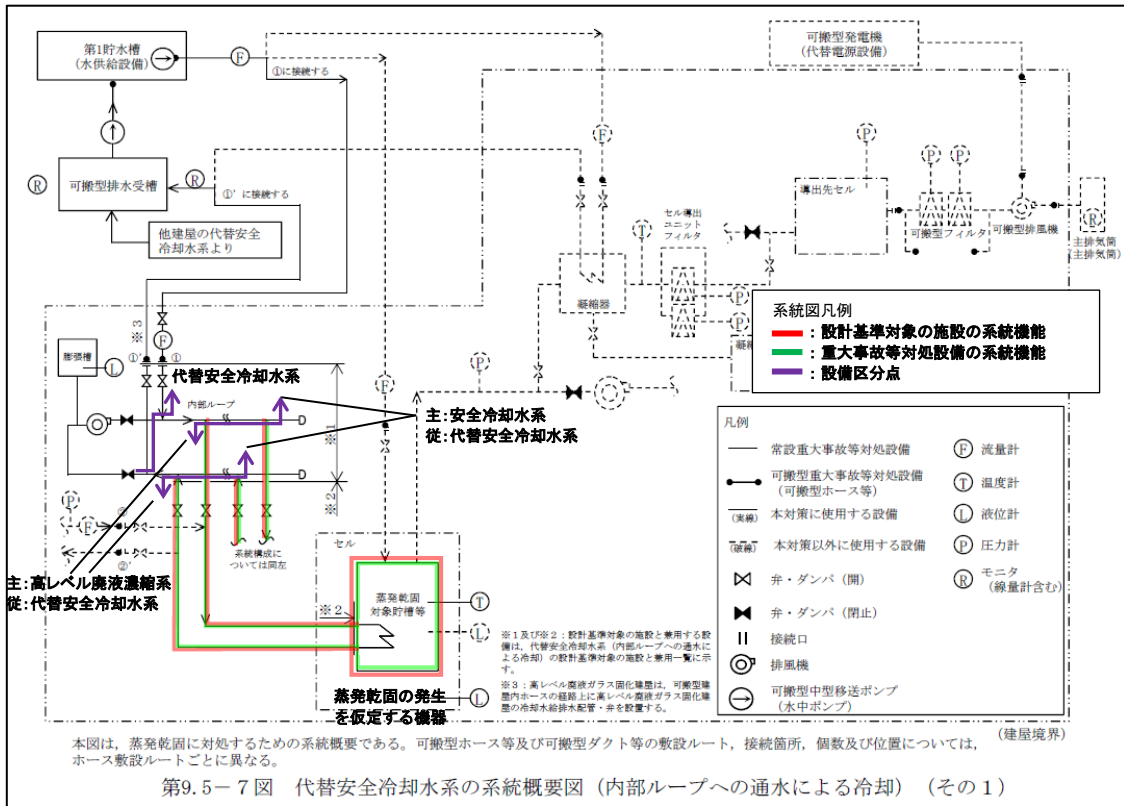 第1貯水槽
（水供給設備）
F
①に接続する
可搬型発電機
（代替電源設備）
R
可搬型排水受槽
R
①’に接続する
他建屋の代替安全
冷却水系より
F
P
P
P
導出先セル
可搬型フィルタ
可搬型排風機
R
主排気筒
（主排気筒）
セル導出
ユニット
フィルタ
T
凝縮器
P
P
※３
F
①’
①
膨張槽
L
代替安全冷却水系
内部ループ
※1
※2
主：安全冷却水系
従：代替安全冷却水系
F
P
P
F
②
②’
系統構成に
ついては同左
主：高レベル廃液濃縮系
従：代替安全冷却水系
セル
蒸発乾固
対象貯槽等
※２
T
L
L
蒸発乾固の発生
を仮定する機器
系統図凡例
：設計基準対象の施設の系統機能
：重大事故等対処設備の系統機能
：設備区分点
凡例
常設重大事故等対処設備
可搬型重大事故等対処設備
（可搬型ホース等）
（実線） 本対策に使用する設備
（破線） 本対策以外に使用する設備
弁・ダンパ（開）
弁・ダンパ（閉止）
接続口
排風機
可搬型中型移送ポンプ
（水中ポンプ）
F 流量計
T 温度計
L 液位計
P 圧力計
R モニタ
（線量計含む）
※１及び※２：設計基準対象の施設と兼用する設
備は，代替安全冷却水系（内部ループへの通水に
よる冷却）の設計基準対象の施設と兼用一覧に示
す。
※３：高レベル廃液ガラス固化建屋は，可搬型建
屋内ホースの経路上に高レベル廃液ガラス固化建
屋の冷却水給排水配管・弁を設置する。
（建屋境界）
本図は，蒸発乾固に対処するための系統概要である。可搬型ホース等及び可搬型ダクト等の敷設ルート，接続箇所，個数及び位置については，
ホース敷設ルートごとに異なる。
第9.5－7図　代替安全冷却水系の系統概要図（内部ループへの通水による冷却）（その１）